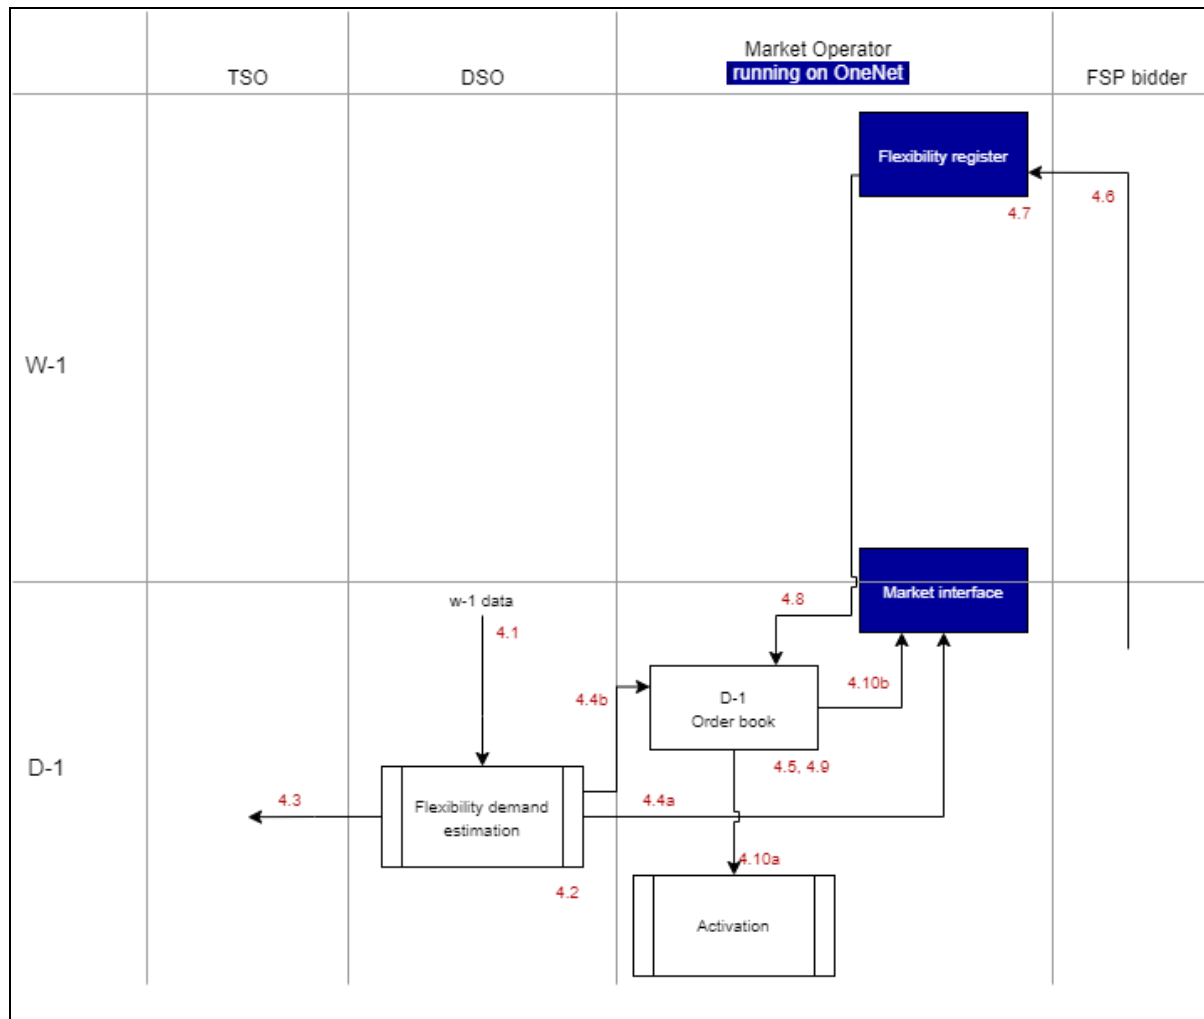 Market Operator
running on OneNet
TSO
DSO
FSP bidder
Flexibility register
4.6
4.7
W-1
Market interface
w-1 data
4.8
4.1
4.10b
4.4b
D-1
Order book
4.5, 4.9
D-1
4.3
Flexibility demand
estimation
4.4a
4.10a
4.2
Activation